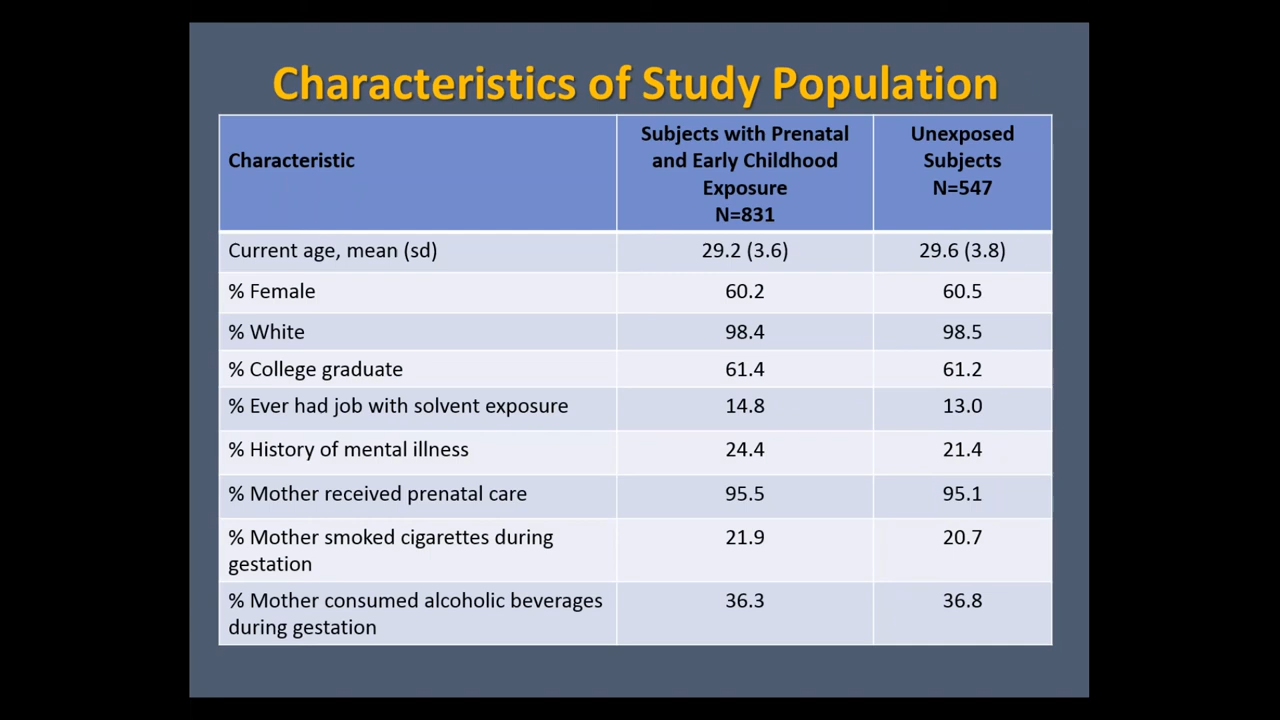 Characteristics of Study Population
Characteristic
Subjects with Prenatal
and Early Childhood
Exposure
N=831
Unexposed
Subjects
N=547
Current age, mean (sd) 29.2 (3.6) 29.6 (3.8)
% Female 60.2 60.5
% White 98.4 98.5
% College graduate 61.4 61.2
% Ever had job with solvent exposure 14.8 13.0
% History of mental illness 24.4 21.4
% Mother received prenatal care 95.5 95.1
% Mother smoked cigarettes during 21.9 20.7
gestation
% Mother consumed alcoholic beverages 36.3 36.8
during gestation